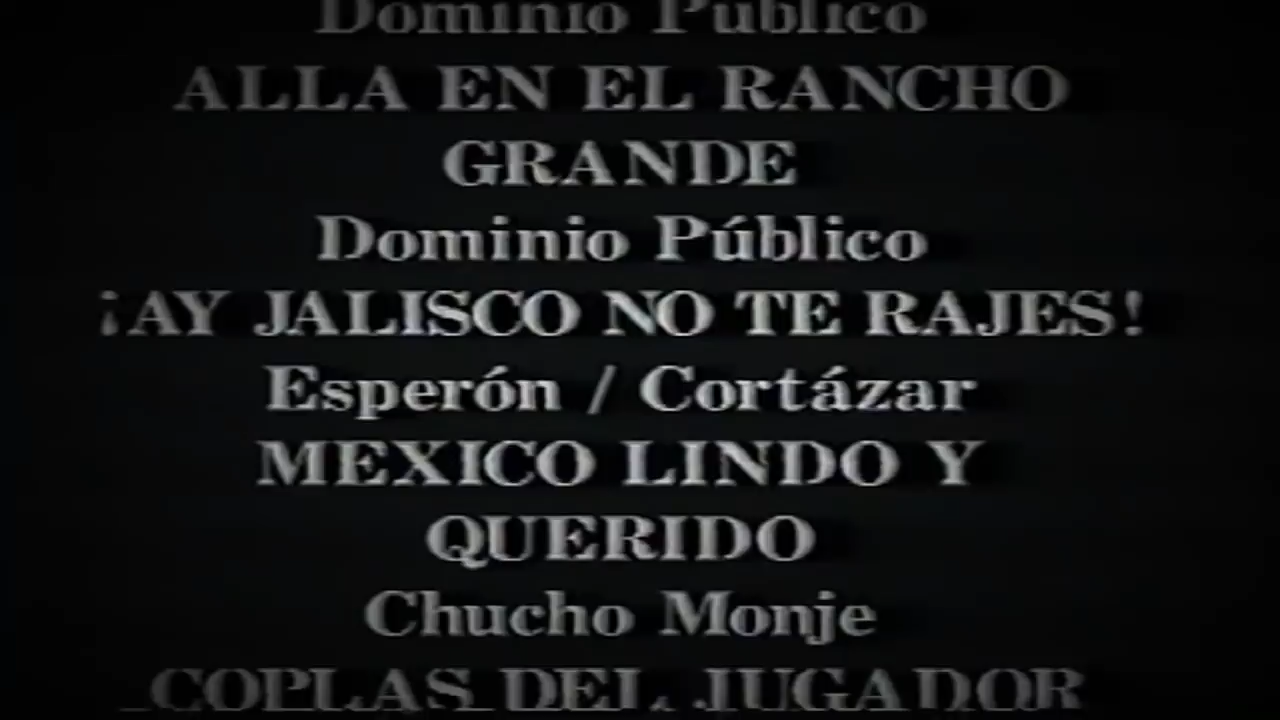 Dominio Público
ALLA EN EL RANCHO
GRANDE
Dominio Público
¡AY JALISCO NO TE RAJES!
Esperón / Cortázar
MEXICO LINDO Y
QUERIDO
Chucho Monje
COPLAS DEL JUGADOR